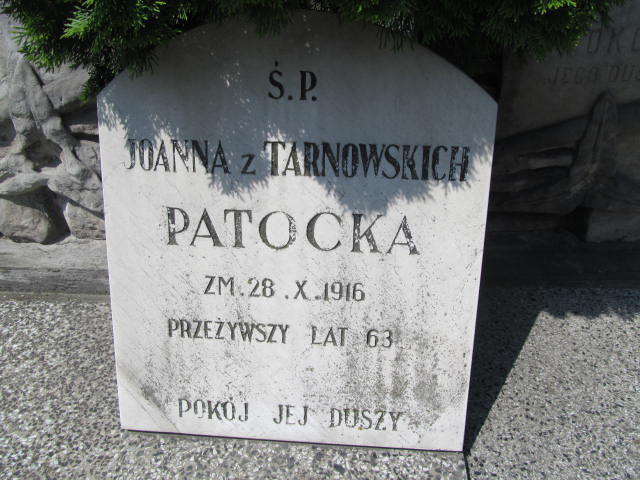 Ś.P.
JOANNA z TARNOWSKICH
PATOCKA
ZM. 28. X. 1916
PRZEŻYWSZY LAT 63
POKÓJ JEJ DUSZY